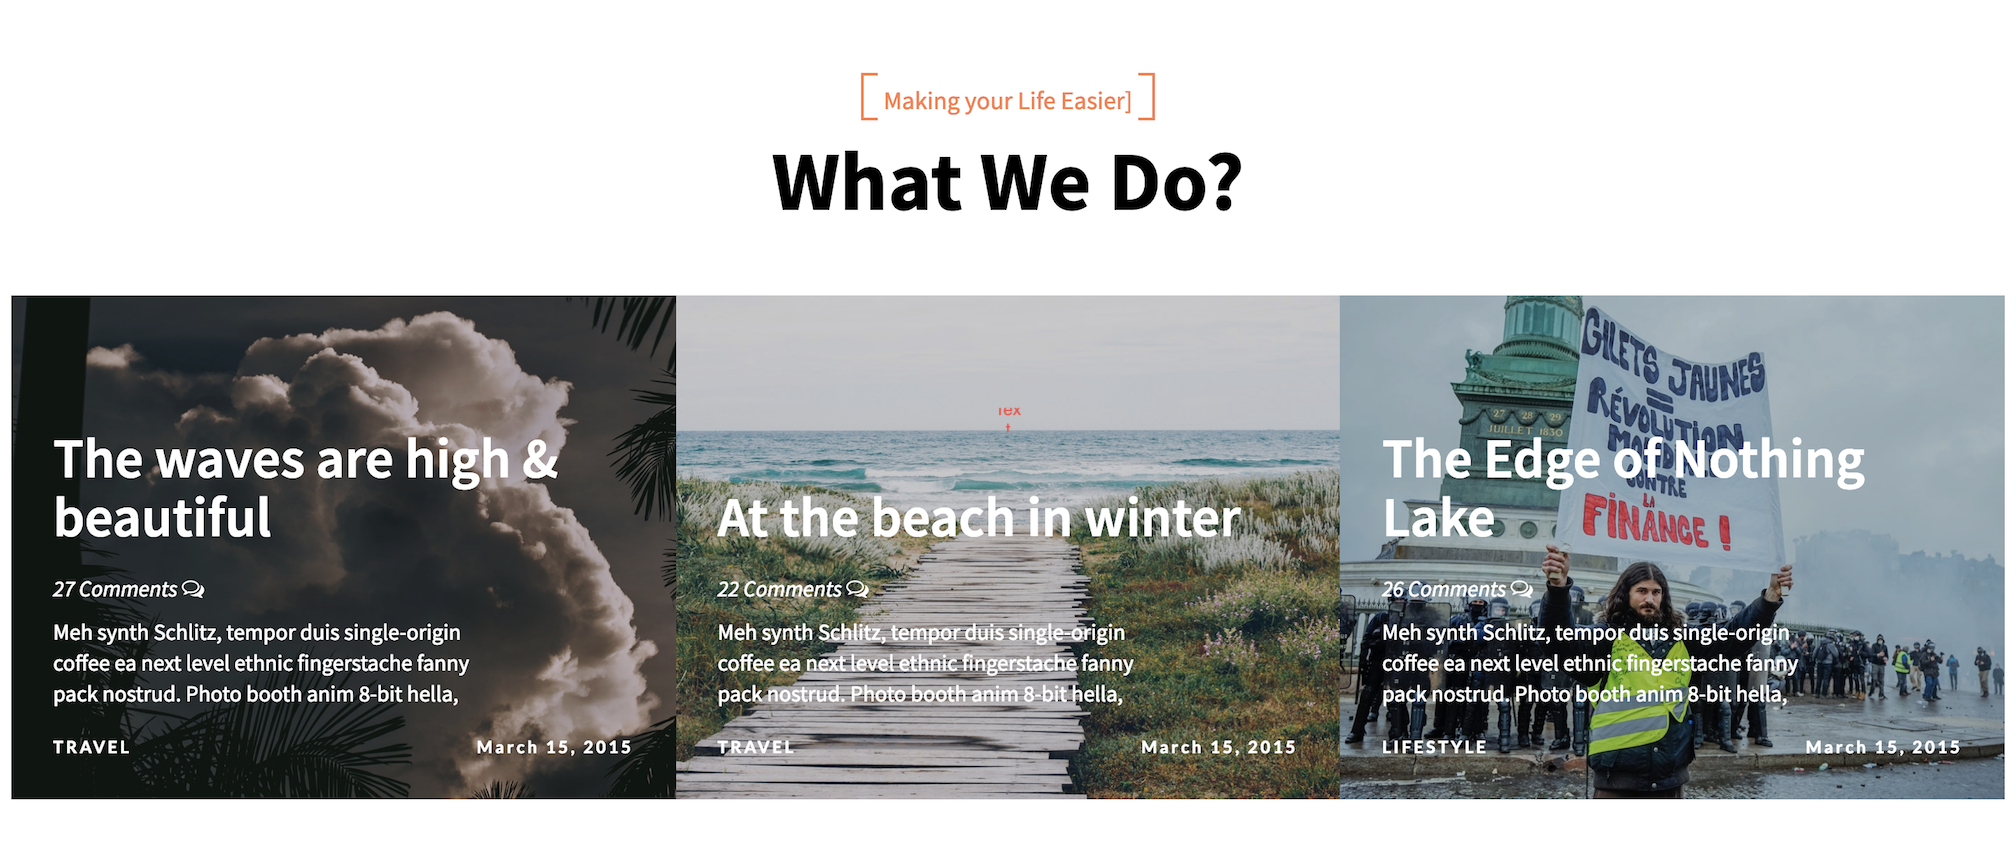 Making your Life Easier]
What We Do?
The waves are high &
beautiful
27 Comments
Meh synth Schlitz, tempor duis single-origin
coffee ea next level ethnic fingerstache fanny
pack nostrud. Photo booth anim 8-bit hella,
TRAVEL
March 15, 2015
At the beach in winter
22 Comments
Meh synth Schlitz, tempor duis single-origin
coffee ea next level ethnic fingerstache fanny
pack nostrud. Photo booth anim 8-bit hella,
TRAVEL
March 15, 2015
GILETS JAUNES
=
RÉVOLUTION
CONTRE
LA
FINANCE !
27 28 29
JUILLET 1830
The Edge of Nothing
Lake
26 Comments
Meh synth Schlitz, tempor duis single-origin
coffee ea next level ethnic fingerstache fanny
pack nostrud. Photo booth anim 8-bit hella,
LIFESTYLE
March 15, 2015